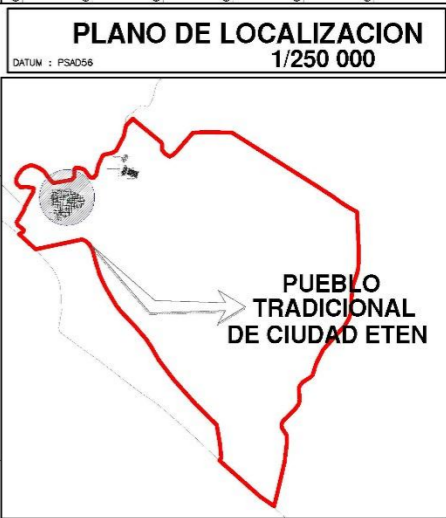 PLANO DE LOCALIZACION
DATUM : PSAD56
1/250 000
PUEBLO
TRADICIONAL
DE CIUDAD ETEN